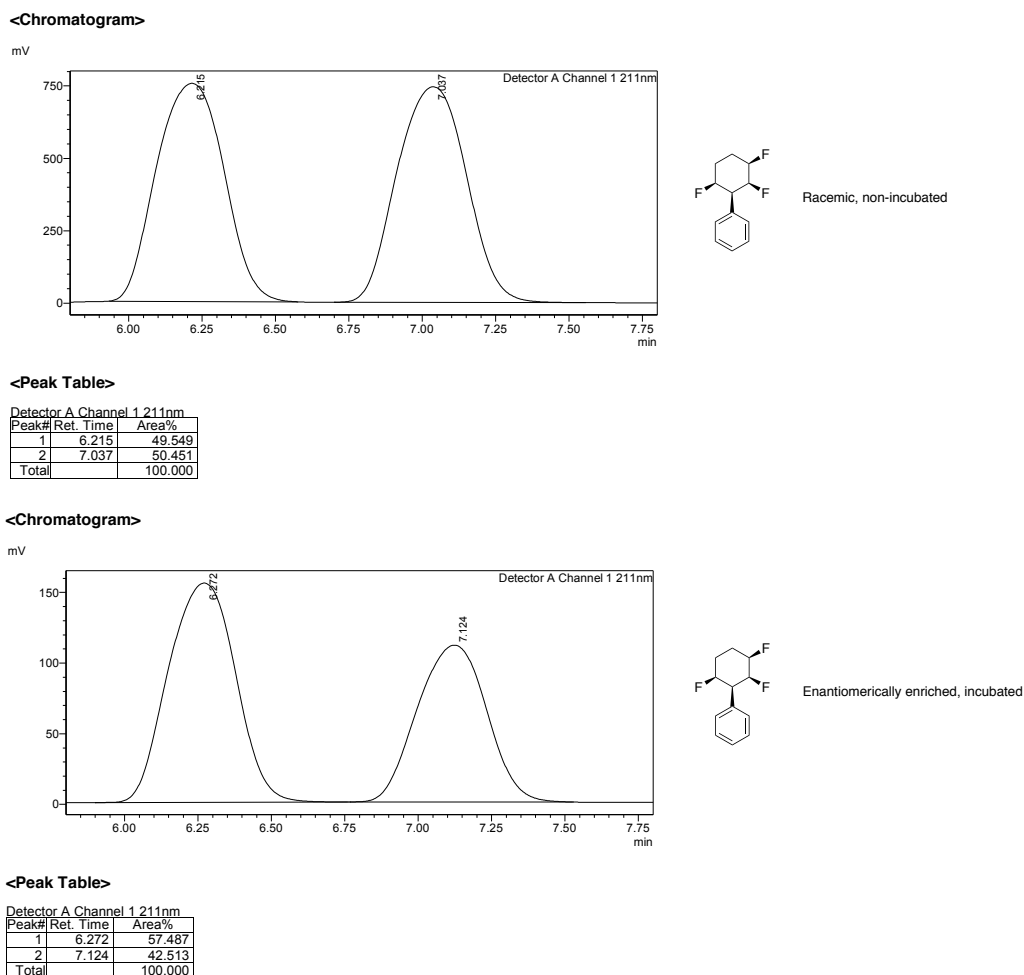 <Chromatogram>
mV
Detector A Channel 1 211nm
750
500
250
0
6.215
7.037
6.00 6.25 6.50 6.75 7.00 7.25 7.50 7.75
min
F
F
F
Racemic, non-incubated
<Peak Table>
Detector A Channel 1 211nm
Peak# Ret. Time Area%
1 6.215 49.549
2 7.037 50.451
Total 100.000
<Chromatogram>
mV
Detector A Channel 1 211nm
150
100
50
0
6.272
7.124
6.00 6.25 6.50 6.75 7.00 7.25 7.50 7.75
min
F
F
F
Enantiomerically enriched, incubated
<Peak Table>
Detector A Channel 1 211nm
Peak# Ret. Time Area%
1 6.272 57.487
2 7.124 42.513
Total 100.000